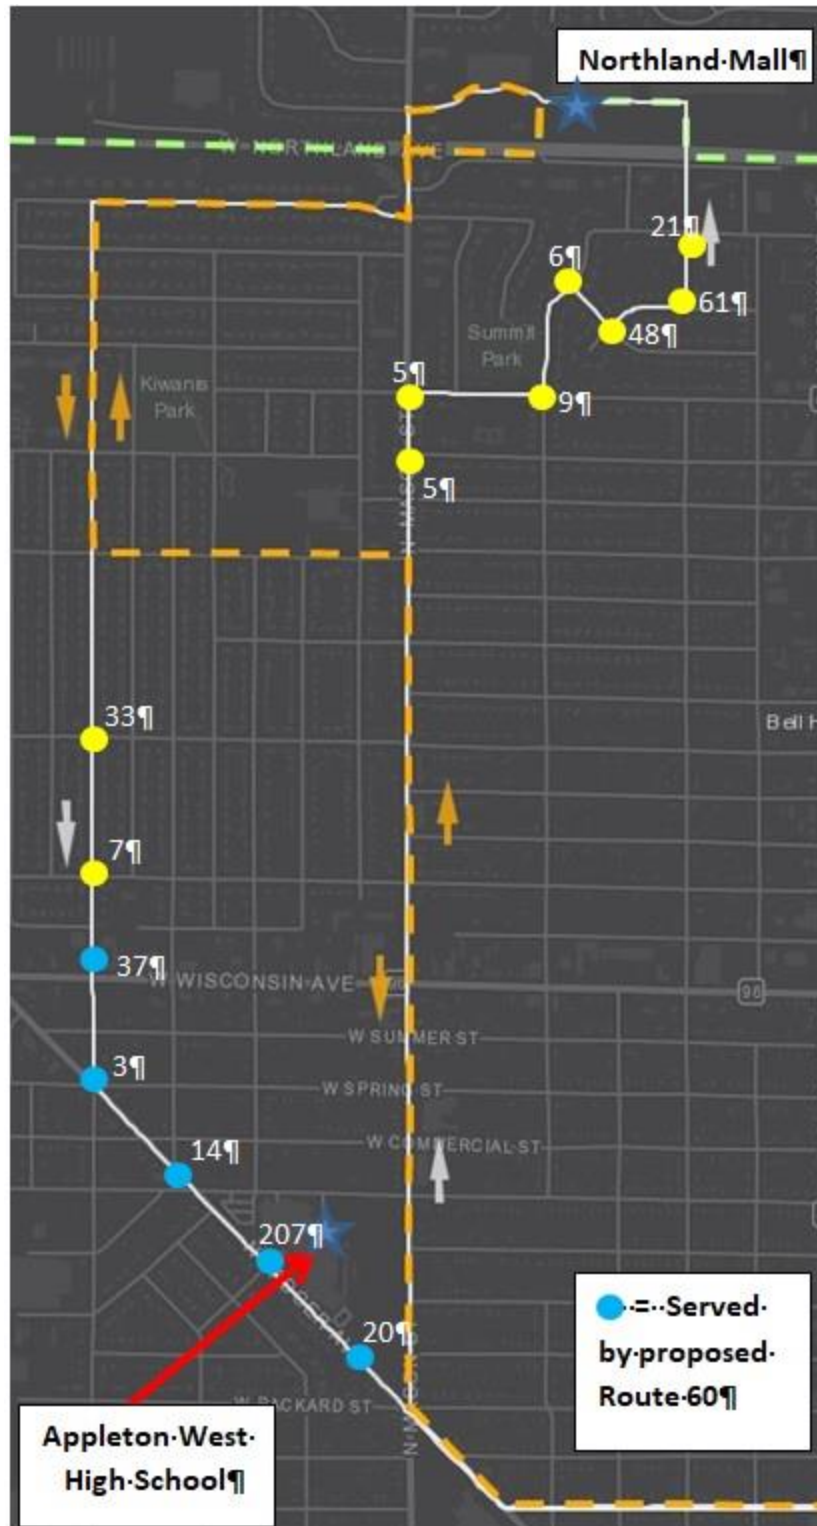 Northland·Mall¶
W NORTHLAND AVE
21¶
6¶
61¶
48¶
Summit
Park
5¶
9¶
Kiwanis
Park
5¶
33¶
Bell H
7¶
37¶
W WISCONSIN AVE
96
W SUMMER ST
3¶
W SPRING ST
W COMMERCIAL ST
14¶
207¶
20¶
·=··Served·
by·proposed·
Route·60¶
W PACKARD ST
Appleton·West·
High·School¶